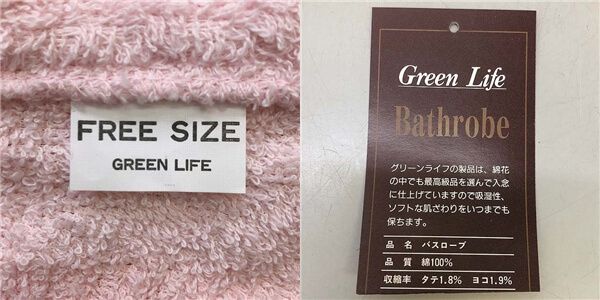 FREE SIZE
GREEN LIFE
Green Life
Bathrobe
グリーンライフの製品は、綿花
の中でも最高級品を選んで入念
に仕上げていますので吸湿性、
ソフトな肌ざわりをいつまでも
保ちます。
品 名 バスローブ
品 質 綿100%
収縮率 タテ1.8% ヨコ1.9%